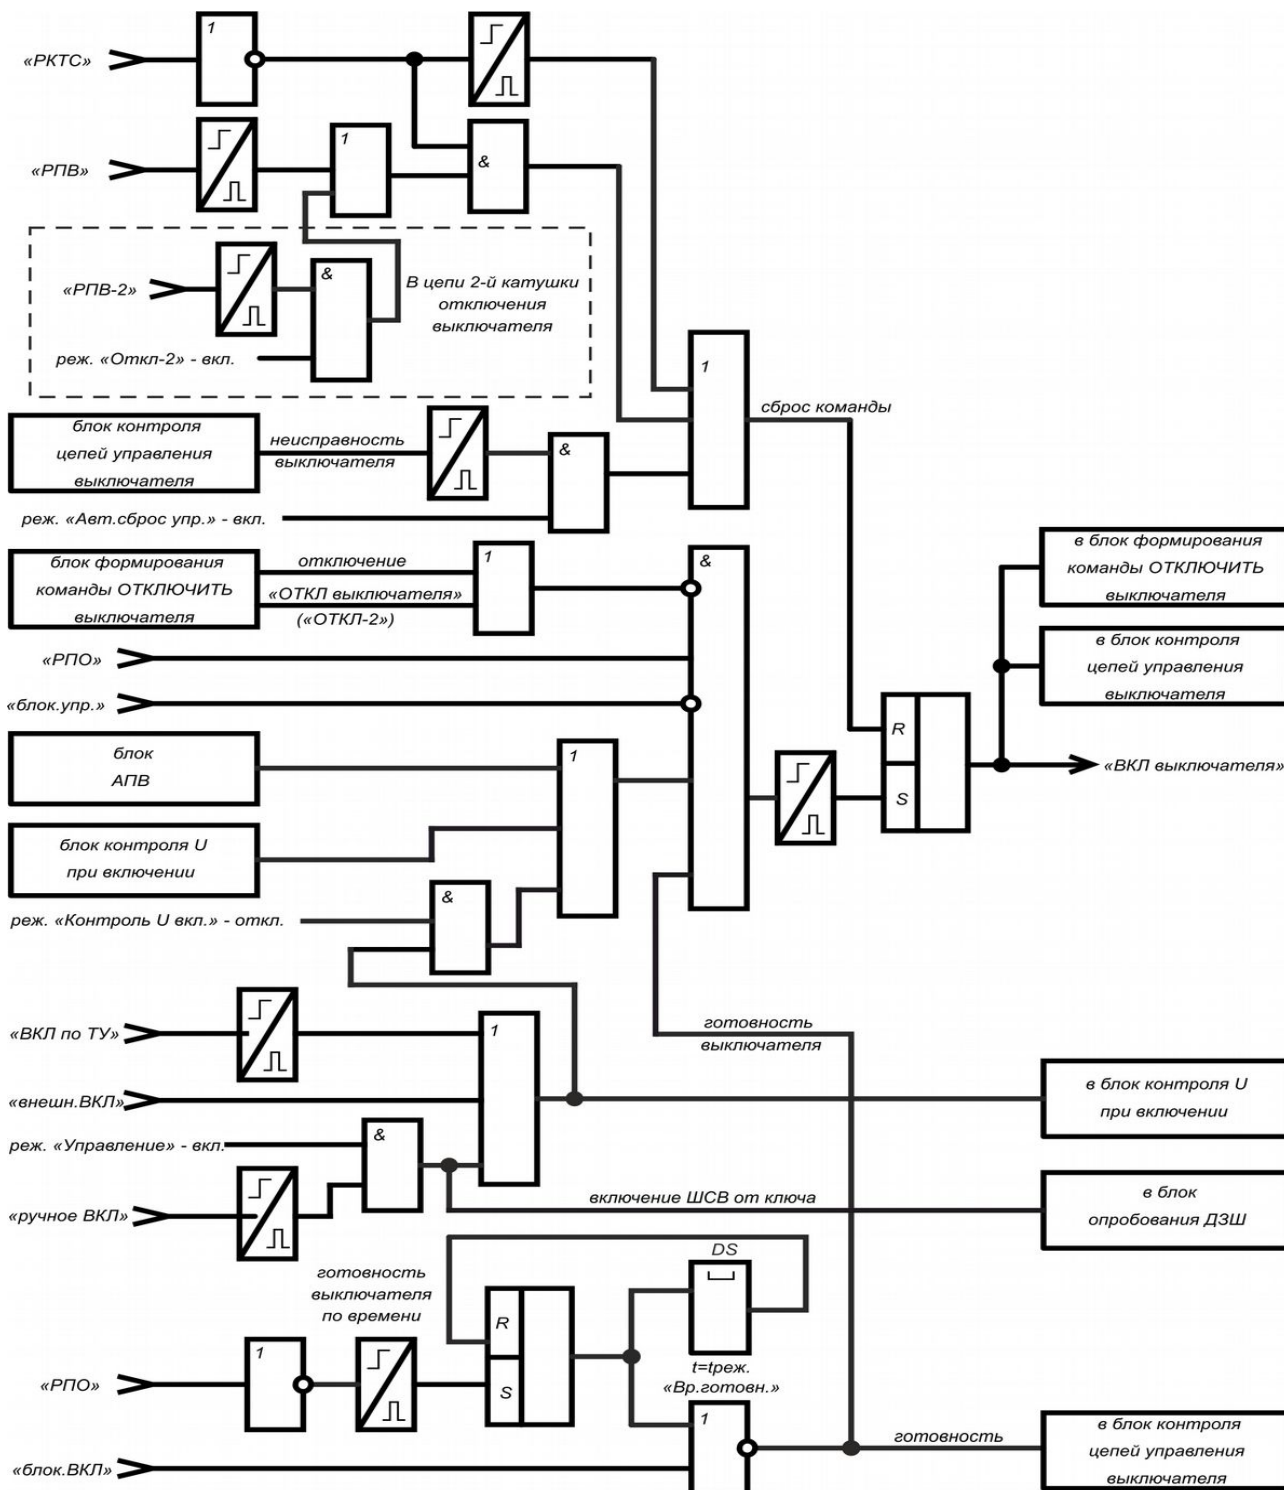 1
«РКТС»
1
«РПВ»
&
&
«РПВ-2»
В цепи 2-й катушки
отключения
выключателя
реж. «Откл-2» - вкл.
1
сброс команды
блок контроля
цепей управления
выключателя
неисправность
выключателя
&
реж. «Авт.сброс упр.» - вкл.
блок формирования
команды ОТКЛЮЧИТЬ
выключателя
отключение
«ОТКЛ выключателя»
(«ОТКЛ-2»)
1
&
в блок формирования
команды ОТКЛЮЧИТЬ
выключателя
«РПО»
в блок контроля
цепей управления
выключателя
«блок.упр.»
R
S
блок
АПВ
1
«ВКЛ выключателя»
блок контроля U
при включении
&
реж. «Контроль U вкл.» - откл.
«ВКЛ по ТУ»
1
готовность
выключателя
в блок контроля U
при включении
«внешн.ВКЛ»
&
реж. «Управление» - вкл.
включение ШСВ от ключа
в блок
опробования ДЗШ
«ручное ВКЛ»
DS
готовность
выключателя
по времени
R
S
t=tреж.
«Вр.готовн.»
1
«РПО»
1
готовность
в блок контроля
цепей управления
выключателя
«блок.ВКЛ»